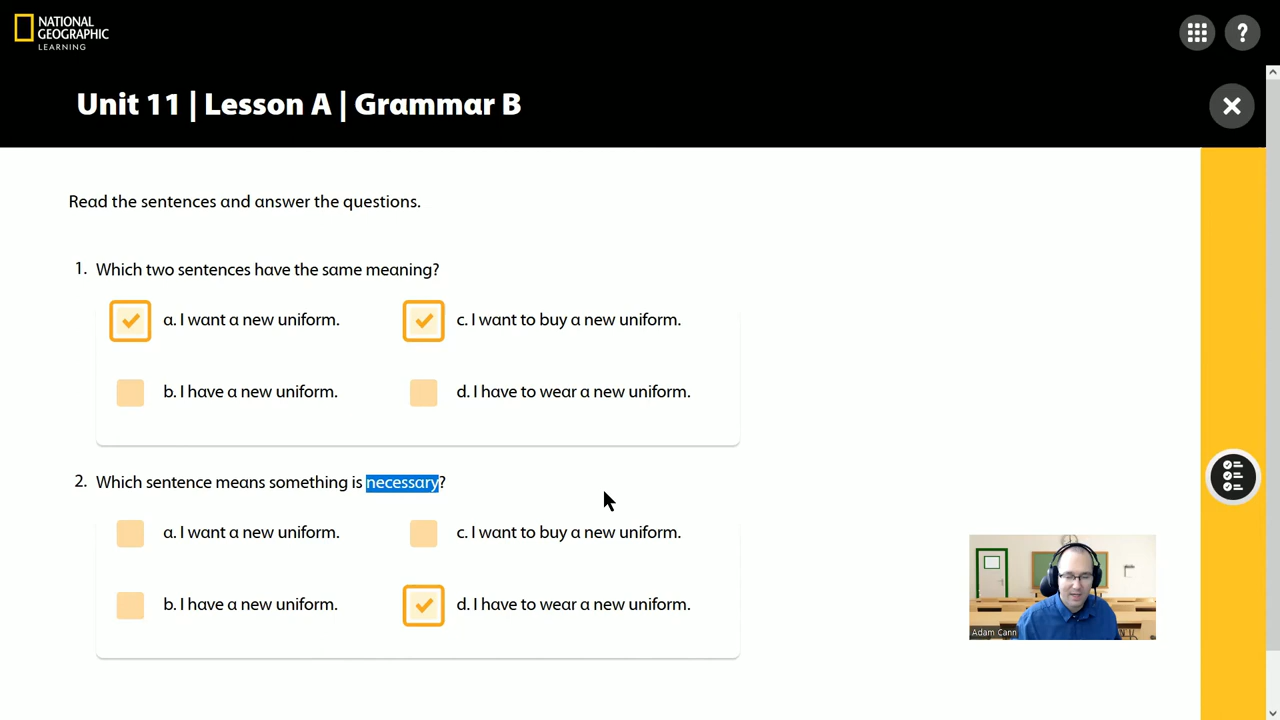 NATIONAL
GEOGRAPHIC
LEARNING
?
Unit 11 | Lesson A | Grammar B
Read the sentences and answer the questions.
1. Which two sentences have the same meaning?
a. I want a new uniform.
c. I want to buy a new uniform.
b. I have a new uniform.
d. I have to wear a new uniform.
2. Which sentence means something is necessary?
a. I want a new uniform.
c. I want to buy a new uniform.
b. I have a new uniform.
d. I have to wear a new uniform.
Adam Cann